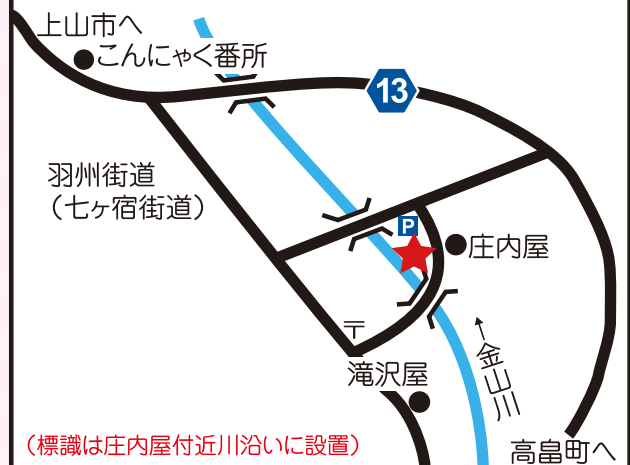 上山市へ
こんにゃく番所
13
羽州街道
（七ヶ宿街道）
P
庄内屋
〒
←金山川
滝沢屋
（標識は庄内屋付近川沿いに設置）
高畠町へ